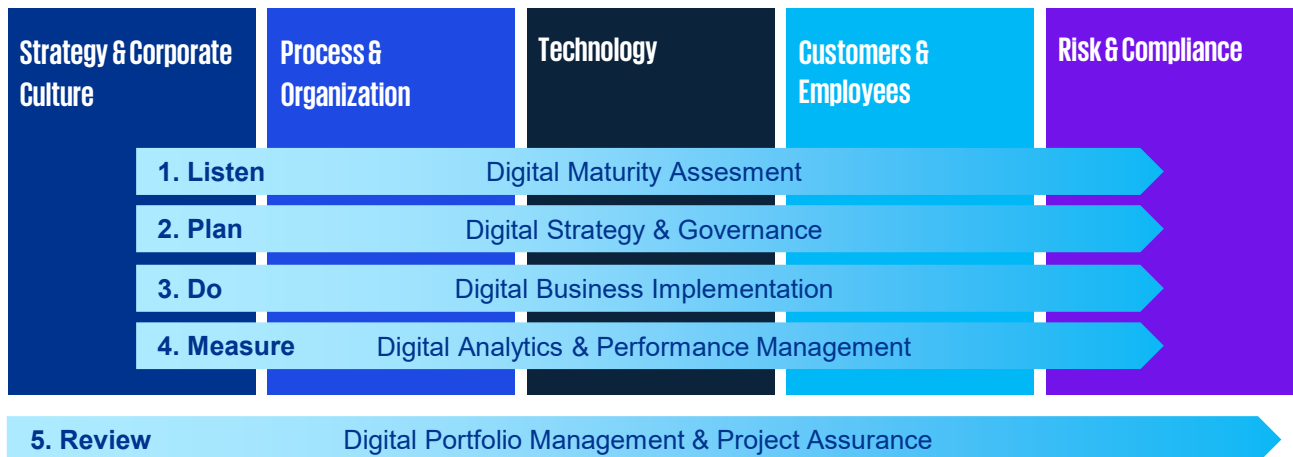 Strategy & Corporate
Culture
Process &
Organization
Technology
Customers &
Employees
Risk & Compliance
1. Listen Digital Maturity Assesment
2. Plan Digital Strategy & Governance
3. Do Digital Business Implementation
4. Measure Digital Analytics & Performance Management
5. Review Digital Portfolio Management & Project Assurance